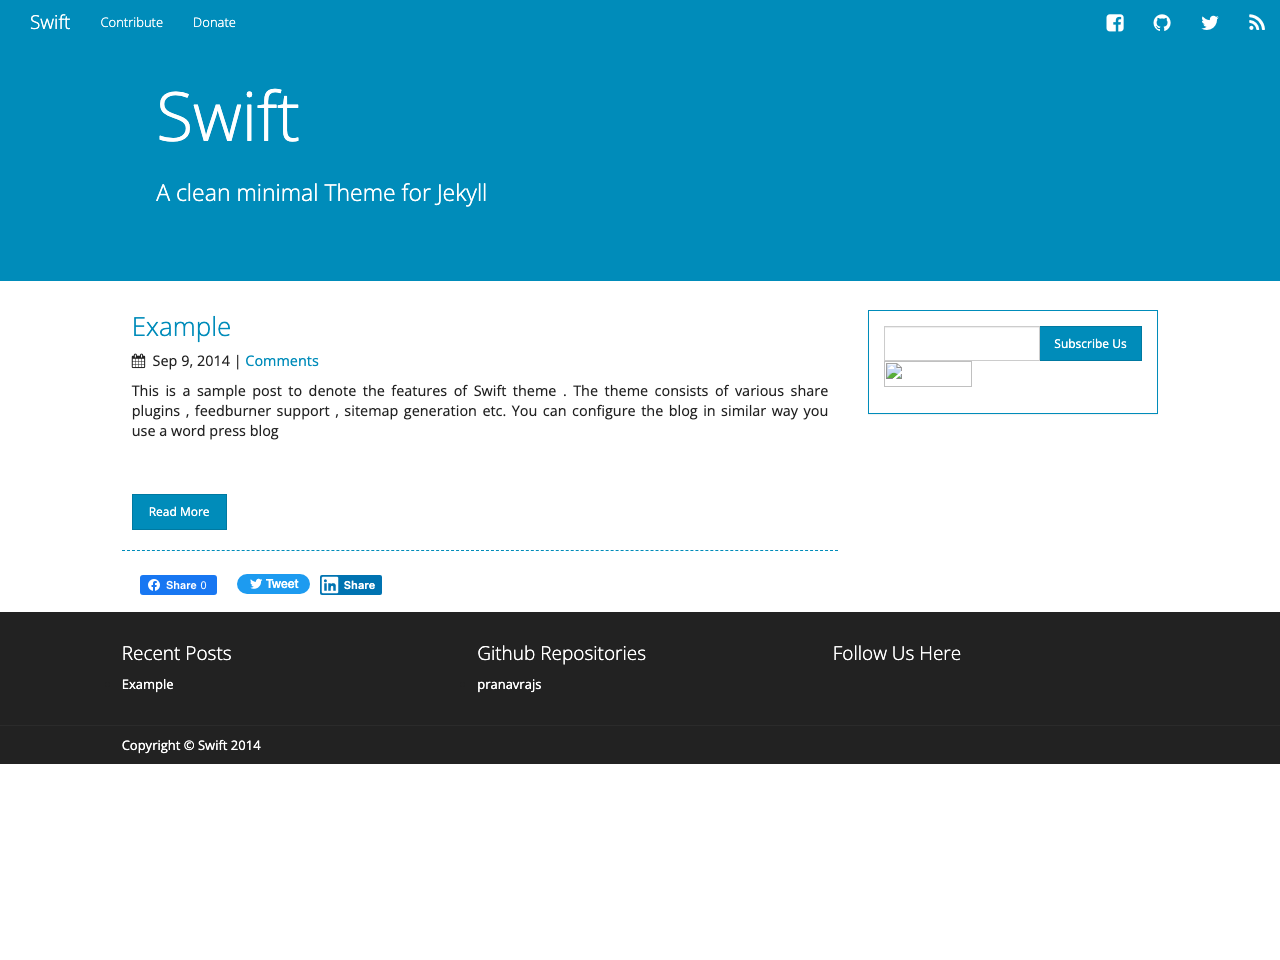 Swift Contribute Donate
Swift
A clean minimal Theme for Jekyll
Example
Sep 9, 2014 | Comments
This is a sample post to denote the features of Swift theme . The theme consists of various share
plugins , feedburner support , sitemap generation etc. You can configure the blog in similar way you
use a word press blog
Read More
Share 0 Tweet Share
Subscribe Us
Recent Posts
Example
Github Repositories
pranavrajs
Follow Us Here
Copyright © Swift 2014